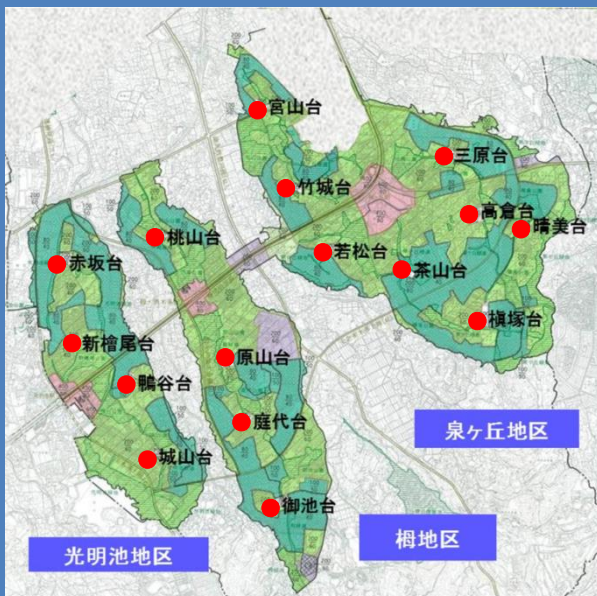 宮山台
三原台
竹城台
高倉台
晴美台
桃山台
若松台
赤坂台
茶山台
槇塚台
新檜尾台
原山台
鴨谷台
庭代台
泉ヶ丘地区
城山台
御池台
栂地区
光明池地区